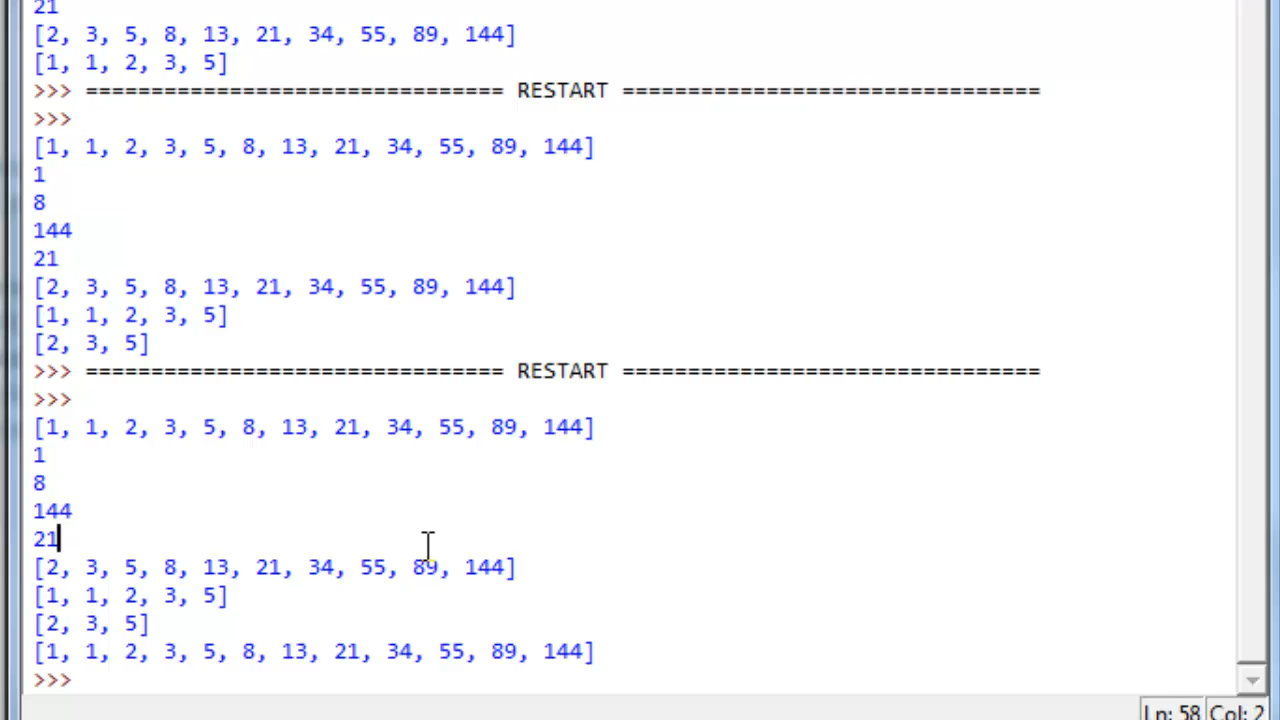 21
[2, 3, 5, 8, 13, 21, 34, 55, 89, 144]
[1, 1, 2, 3, 5]
>>> ================================ RESTART ================================
>>>
[1, 1, 2, 3, 5, 8, 13, 21, 34, 55, 89, 144]
1
8
144
21
[2, 3, 5, 8, 13, 21, 34, 55, 89, 144]
[1, 1, 2, 3, 5]
[2, 3, 5]
>>> ================================ RESTART ================================
>>>
[1, 1, 2, 3, 5, 8, 13, 21, 34, 55, 89, 144]
1
8
144
21
[2, 3, 5, 8, 13, 21, 34, 55, 89, 144]
[1, 1, 2, 3, 5]
[2, 3, 5]
[1, 1, 2, 3, 5, 8, 13, 21, 34, 55, 89, 144]
>>>
Ln: 58 Col: 2